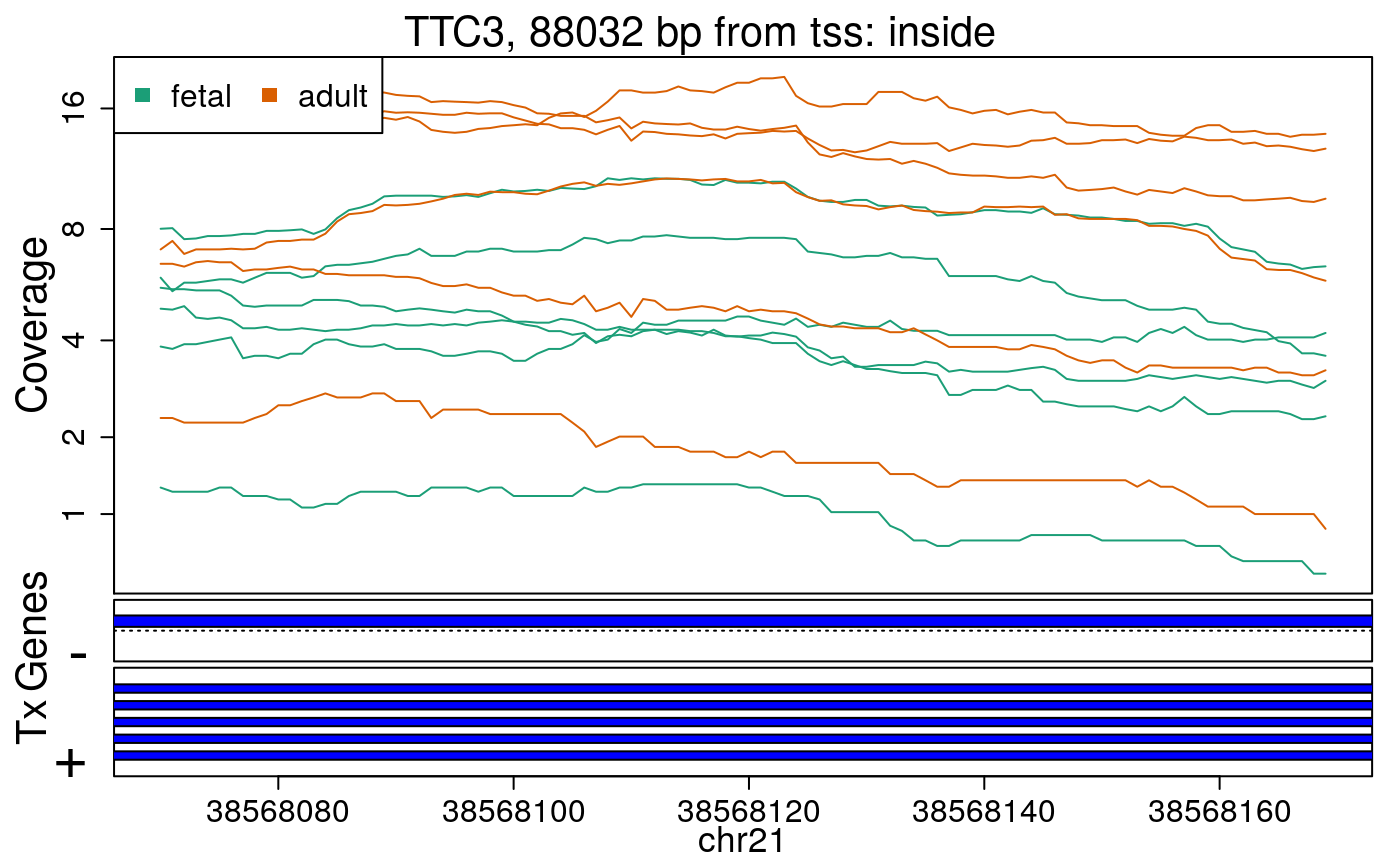 TTC3, 88032 bp from tss: inside
fetal adult
16
8
4
2
1
Coverage
Genes
-
Tx
+
38568080 38568100 38568120 38568140 38568160
chr21